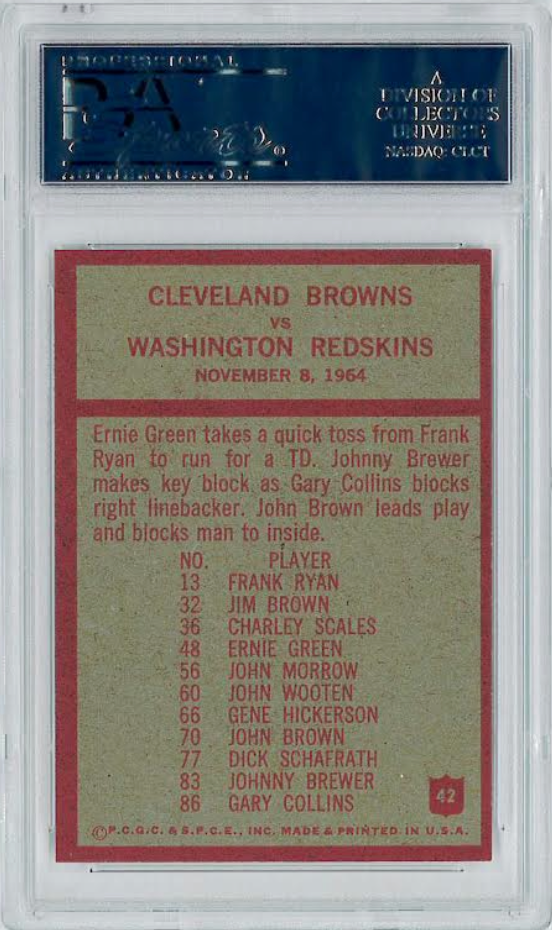 PROFESSIONAL
PSA
Sports
AUTHENTICATOR
A
DIVISION OF
COLLECTORS
UNIVERSE
NASDAQ: CLCT
CLEVELAND BROWNS
VS
WASHINGTON REDSKINS
NOVEMBER 8, 1964
Ernie Green takes a quick toss from Frank
Ryan to run for a TD. Johnny Brewer
makes key block as Gary Collins blocks
right linebacker. John Brown leads play
and blocks man to inside.
NO. PLAYER
13 FRANK RYAN
32 JIM BROWN
36 CHARLEY SCALES
48 ERNIE GREEN
56 JOHN MORROW
60 JOHN WOOTEN
66 GENE HICKERSON
70 JOHN BROWN
77 DICK SCHAFRATH
83 JOHNNY BREWER
86 GARY COLLINS
42
©P.C.G.C. & S.P.C.E., INC. MADE & PRINTED IN U.S.A.